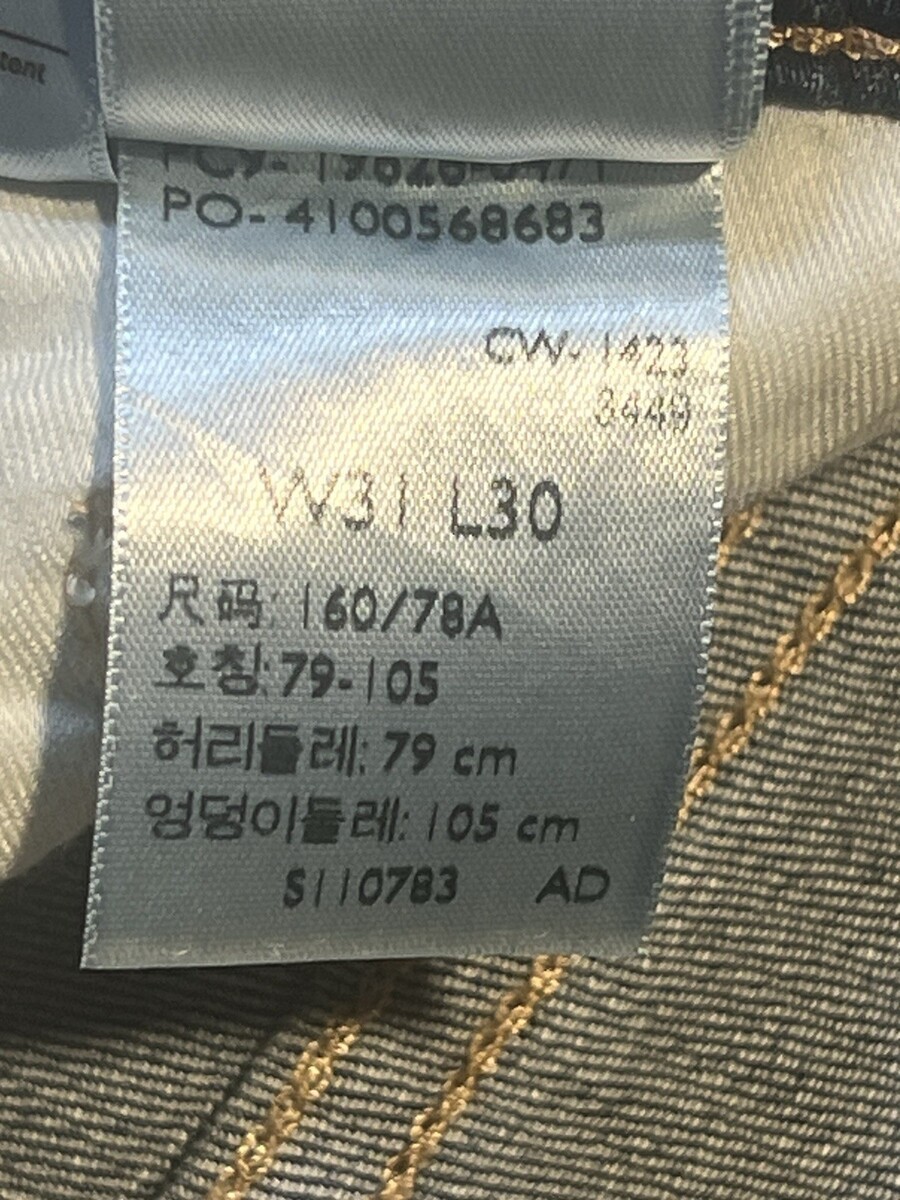 tent
PO- 4100568683
CW- 1423
3449
W31 L30
尺码: 160/78A
호칭:79-105
허리둘레: 79 cm
엉덩이둘레: 105 cm
S110783 AD